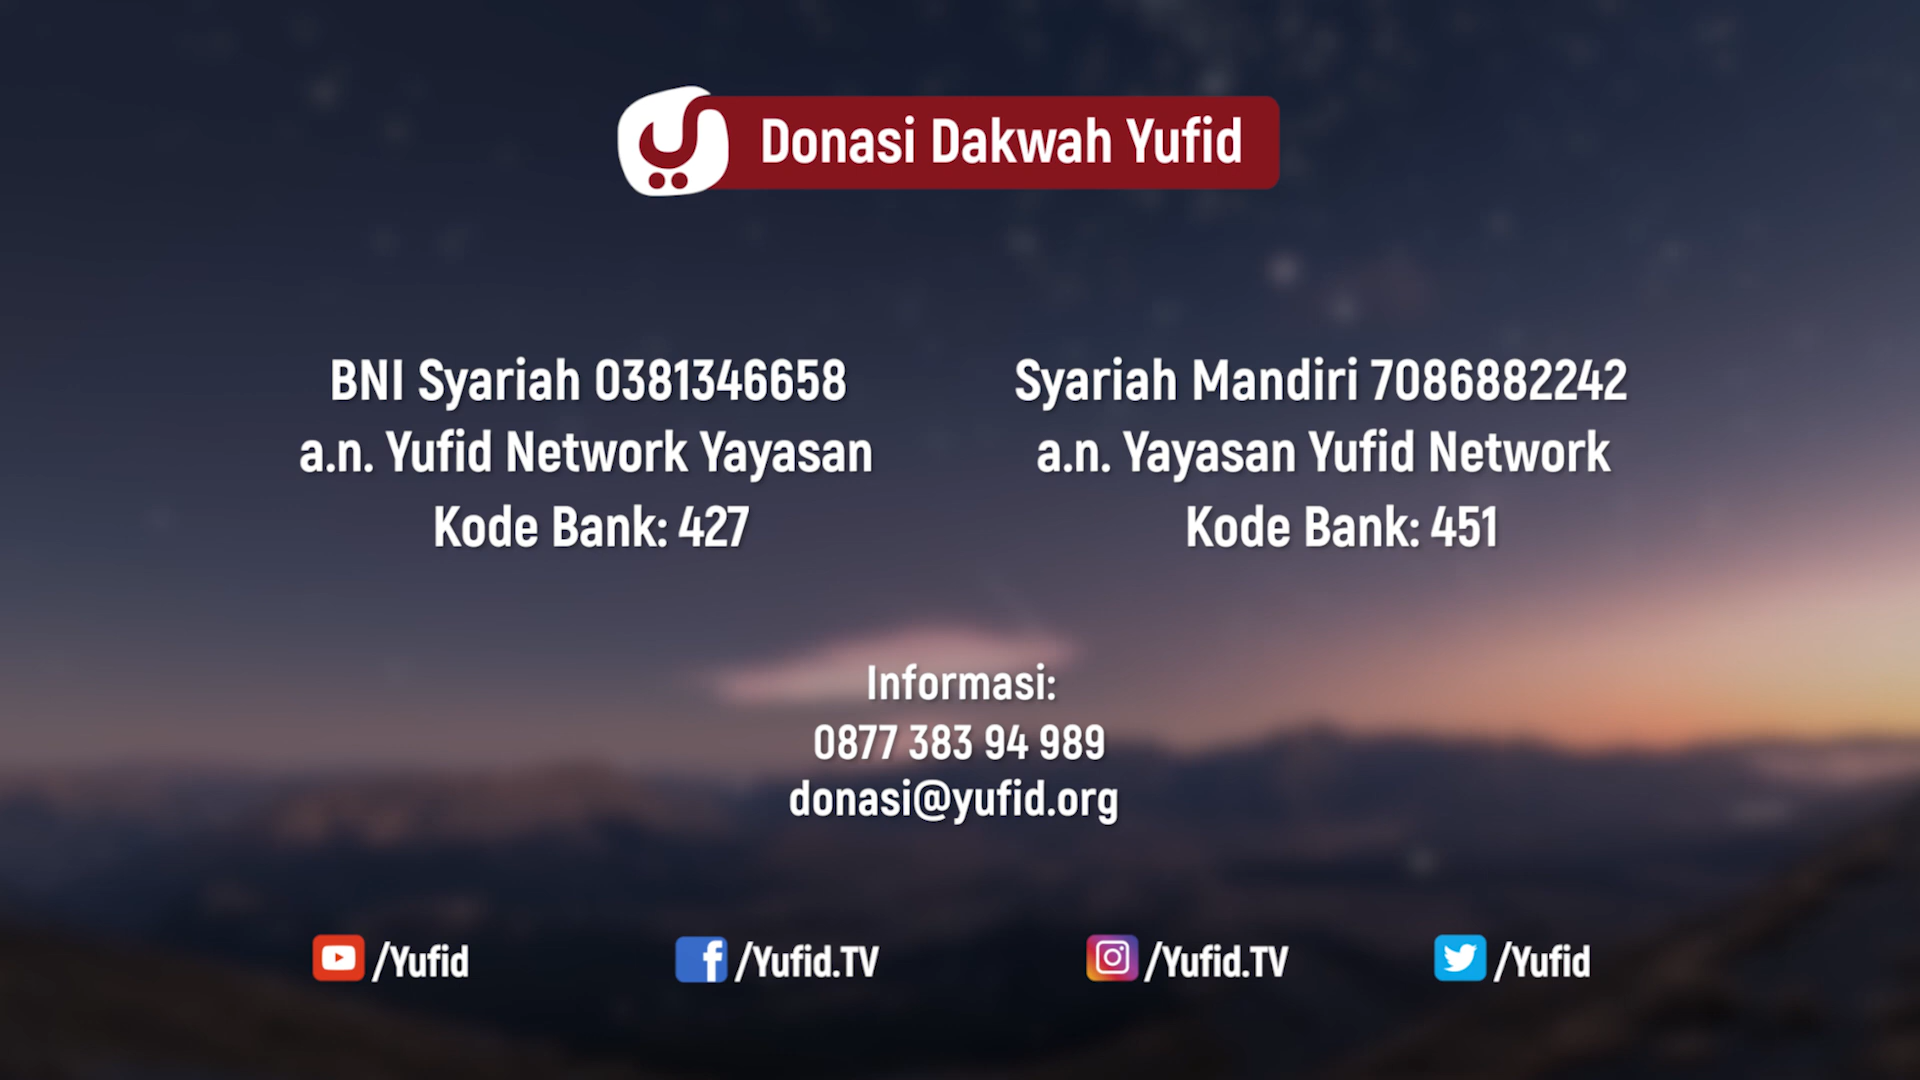 Donasi Dakwah Yufid
BNI Syariah 0381346658
a.n. Yufid Network Yayasan
Kode Bank: 427
Syariah Mandiri 7086882242
a.n. Yayasan Yufid Network
Kode Bank: 451
Informasi:
0877 383 94 989
donasi@yufid.org
/Yufid
/Yufid.TV
/Yufid.TV
/Yufid